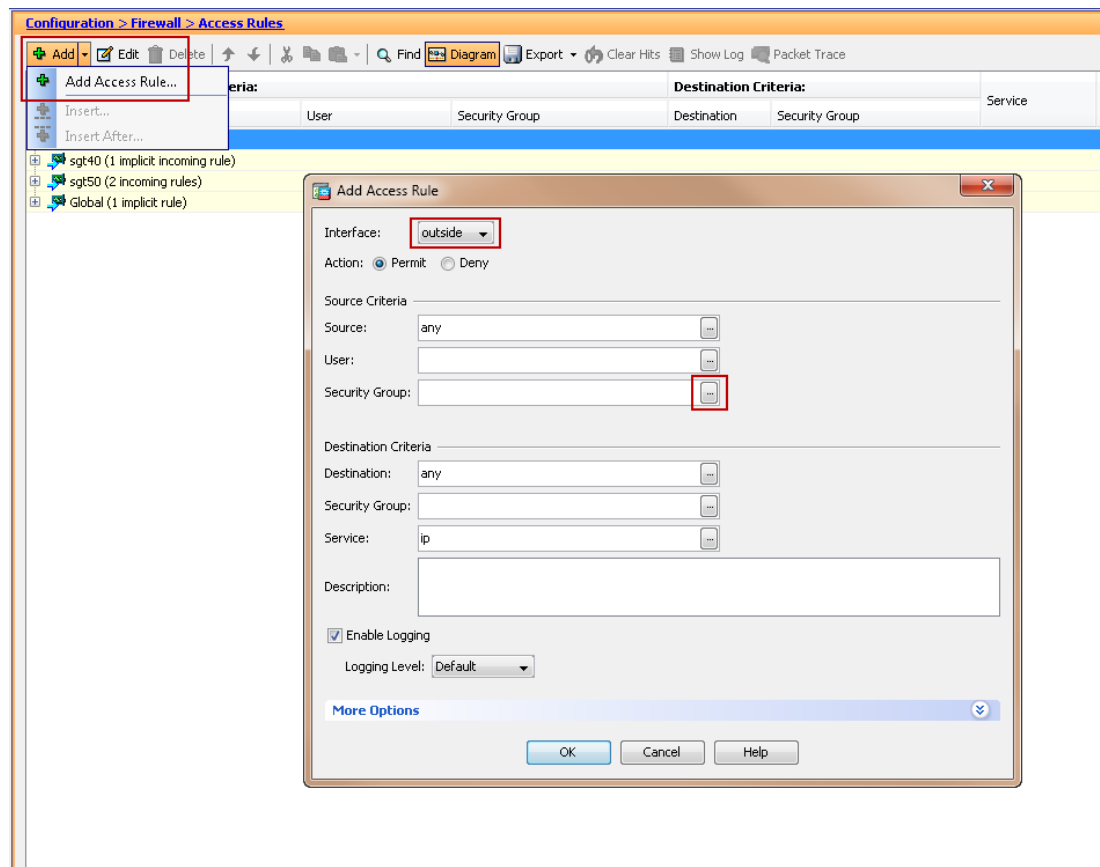 Configuration > Firewall > Access Rules
Add Edit Delete Find Diagram Export Clear Hits Show Log Packet Trace
Add Access Rule...
Insert...
Insert After...
eria: Destination Criteria: Service
User Security Group Destination Security Group
sgt40 (1 implicit incoming rule)
sgt50 (2 incoming rules)
Global (1 implicit rule)
Add Access Rule
Interface: outside
Action: Permit Deny
Source Criteria
Source: any ...
User: ...
Security Group: ...
Destination Criteria
Destination: any ...
Security Group: ...
Service: ip ...
Description:
Enable Logging
Logging Level: Default
More Options
OK Cancel Help